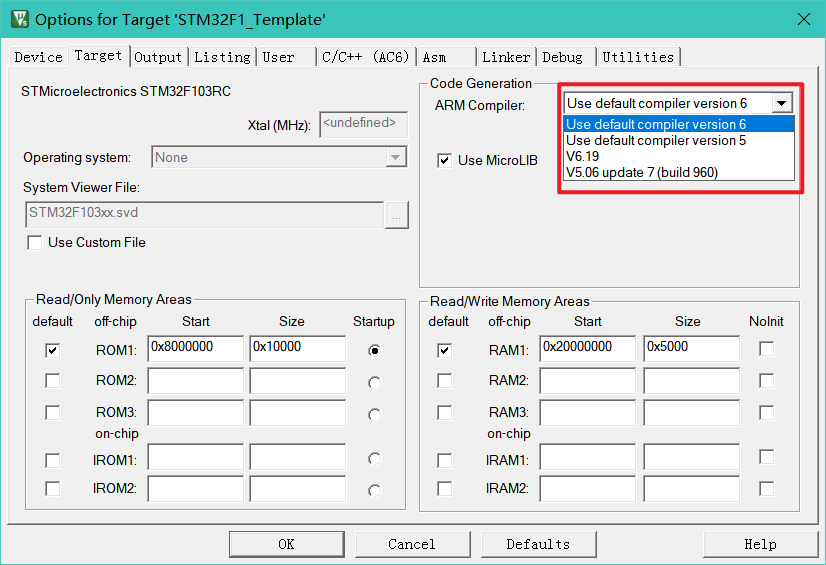 Options for Target 'STM32F1_Template'
Device Target Output Listing User C/C++ (AC6) Asm Linker Debug Utilities
STMicroelectronics STM32F103RC
Xtal (MHz): <undefined>
Operating system: None
System Viewer File:
STM32F103xx.svd ...
Use Custom File
Code Generation
ARM Compiler: Use default compiler version 6
Use default compiler version 6
Use default compiler version 5
V6.19
V5.06 update 7 (build 960)
Use MicroLIB
Read/Only Memory Areas
default off-chip Start Size Startup
ROM1: 0x8000000 0x10000
ROM2:
ROM3:
on-chip
IROM1:
IROM2:
Read/Write Memory Areas
default off-chip Start Size NoInit
RAM1: 0x20000000 0x5000
RAM2:
RAM3:
on-chip
IRAM1:
IRAM2:
OK Cancel Defaults Help